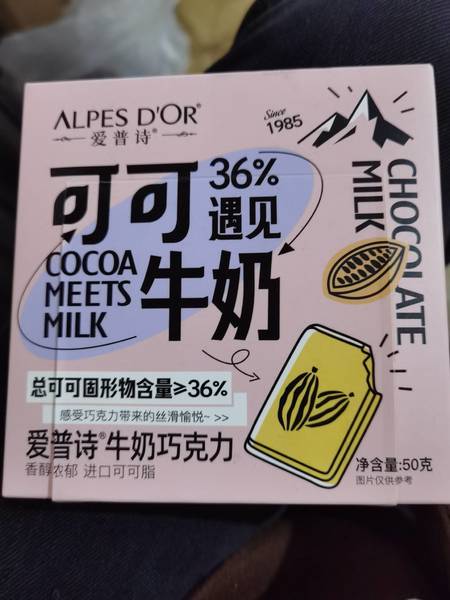 ALPES D'OR®
爱普诗®
Since
1985
可可
36%
遇见
牛奶
COCOA
MEETS
MILK
CHOCOLATE
MILK
总可可固形物含量≥36%
感受巧克力带来的丝滑愉悦~ >>
爱普诗®牛奶巧克力
香醇浓郁 进口可可脂
净含量:50克
图片仅供参考